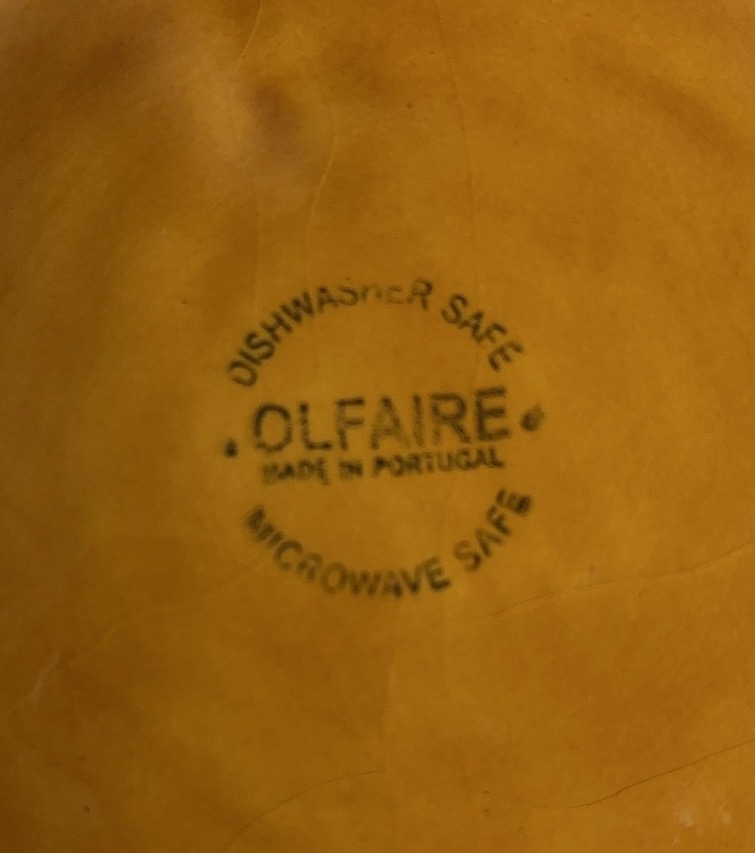 DISHWASHER SAFE
OLFAIRE
MADE IN PORTUGAL
MICROWAVE SAFE